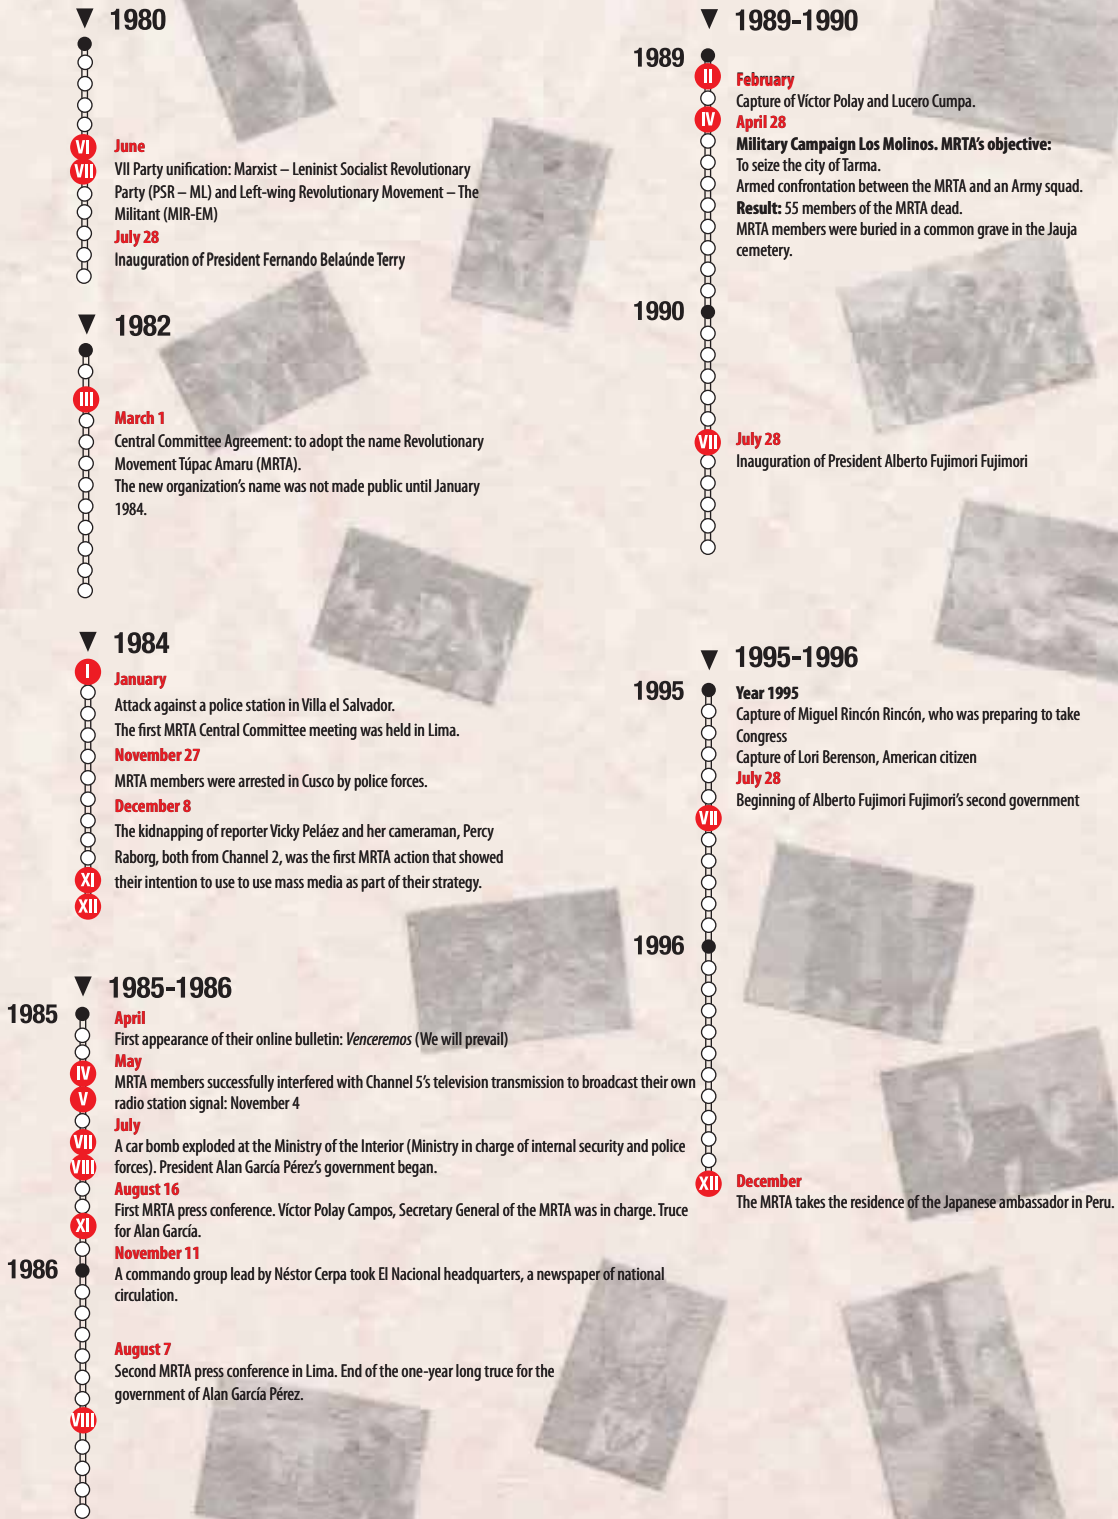 1980
VI
VII
June
VII Party unification: Marxist – Leninist Socialist Revolutionary
Party (PSR – ML) and Left-wing Revolutionary Movement – The
Militant (MIR-EM)
July 28
Inauguration of President Fernando Belaúnde Terry
1982
III
March 1
Central Committee Agreement: to adopt the name Revolutionary
Movement Túpac Amaru (MRTA).
The new organization's name was not made public until January
1984.
1984
I
January
Attack against a police station in Villa el Salvador.
The first MRTA Central Committee meeting was held in Lima.
November 27
MRTA members were arrested in Cusco by police forces.
December 8
The kidnapping of reporter Vicky Peláez and her cameraman, Percy
Raborg, both from Channel 2, was the first MRTA action that showed
their intention to use to use mass media as part of their strategy.
XI
XII
1985-1986
1985
April
First appearance of their online bulletin: Venceremos (We will prevail)
May
IV
MRTA members successfully interfered with Channel 5's television transmission to broadcast their own
V
radio station signal: November 4
July
VII
A car bomb exploded at the Ministry of the Interior (Ministry in charge of internal security and police
VIII
forces). President Alan García Pérez's government began.
August 16
First MRTA press conference. Víctor Polay Campos, Secretary General of the MRTA was in charge. Truce
XI
for Alan García.
November 11
1986
A commando group lead by Néstor Cerpa took El Nacional headquarters, a newspaper of national
circulation.
August 7
Second MRTA press conference in Lima. End of the one-year long truce for the
government of Alan García Pérez.
VIII
1989-1990
1989
II
February
Capture of Víctor Polay and Lucero Cumpa.
IV
April 28
Military Campaign Los Molinos. MRTA's objective:
To seize the city of Tarma.
Armed confrontation between the MRTA and an Army squad.
Result: 55 members of the MRTA dead.
MRTA members were buried in a common grave in the Jauja
cemetery.
1990
VII
July 28
Inauguration of President Alberto Fujimori Fujimori
1995-1996
1995
Year 1995
Capture of Miguel Rincón Rincón, who was preparing to take
Congress
Capture of Lori Berenson, American citizen
July 28
Beginning of Alberto Fujimori Fujimori's second government
VII
1996
XII
December
The MRTA takes the residence of the Japanese ambassador in Peru.